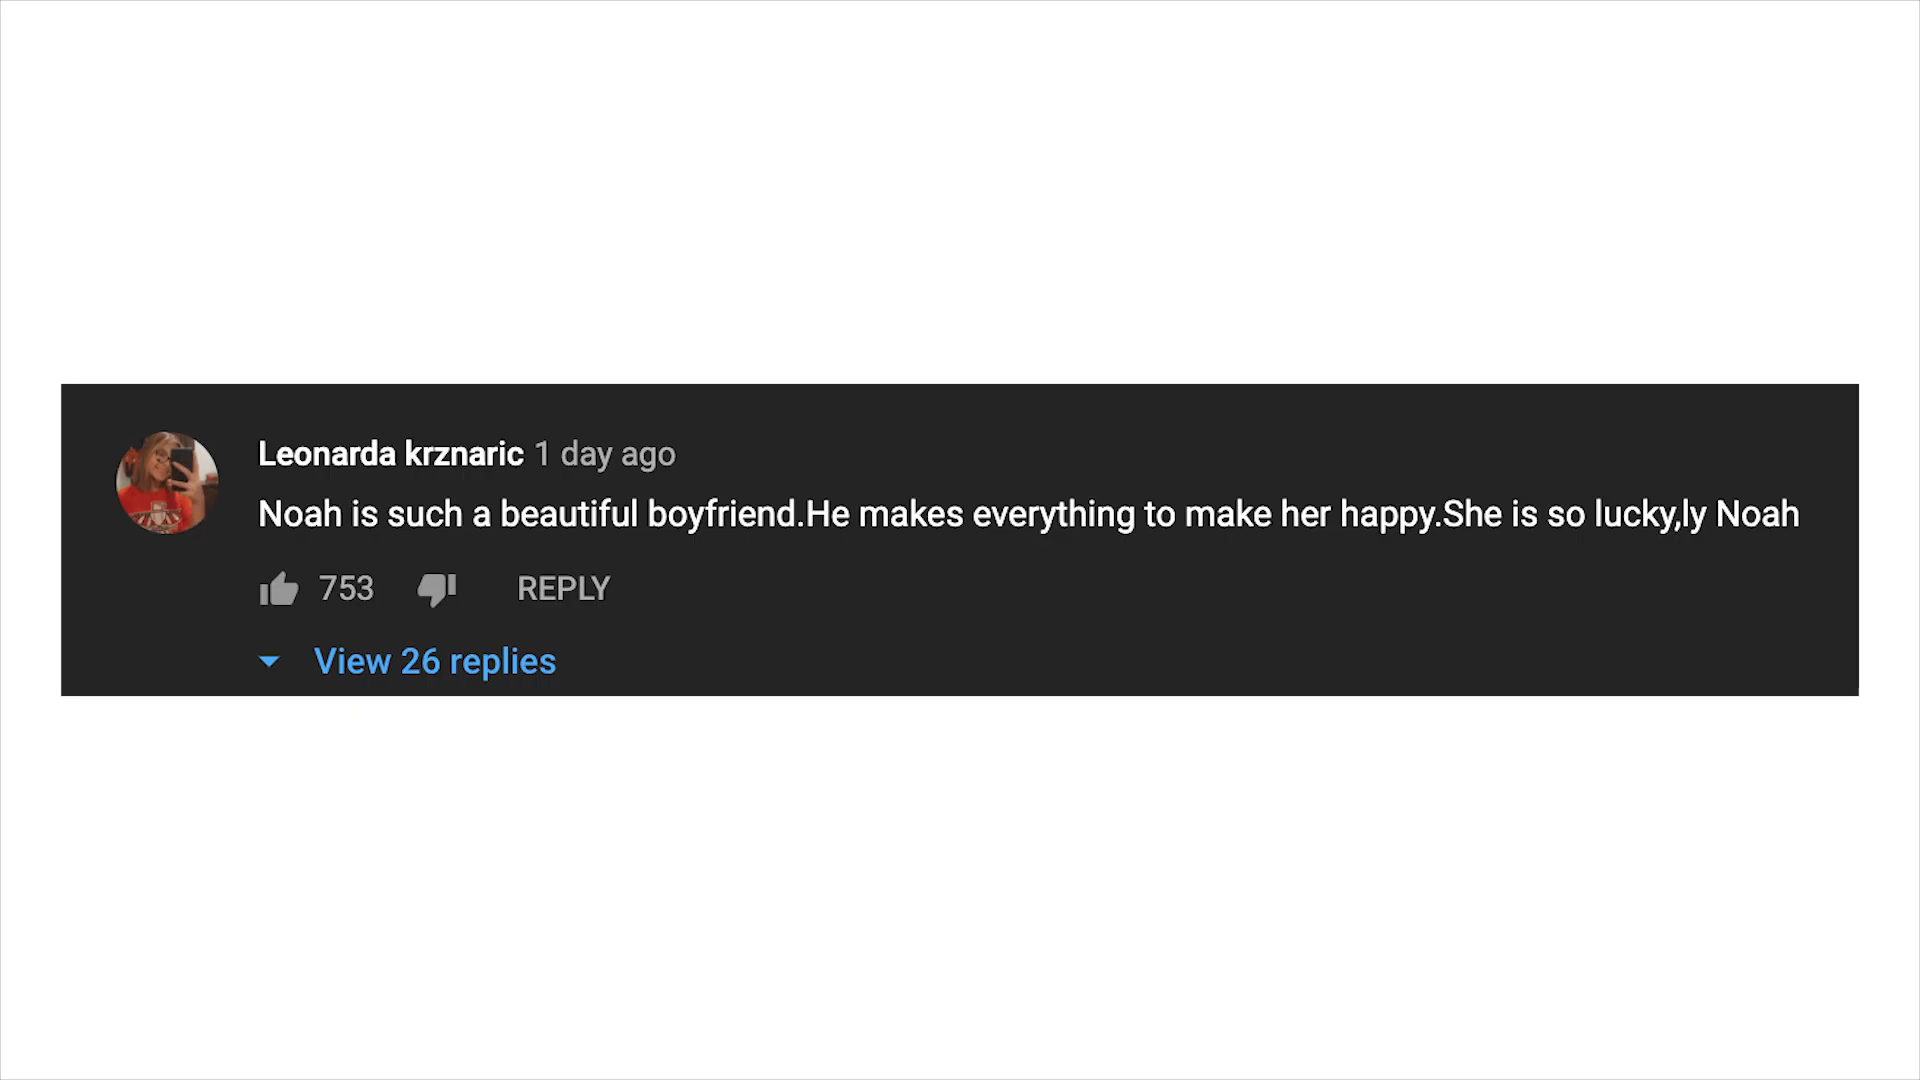 Leonarda krznaric 1 day ago
Noah is such a beautiful boyfriend.He makes everything to make her happy.She is so lucky,ly Noah
753 REPLY
View 26 replies